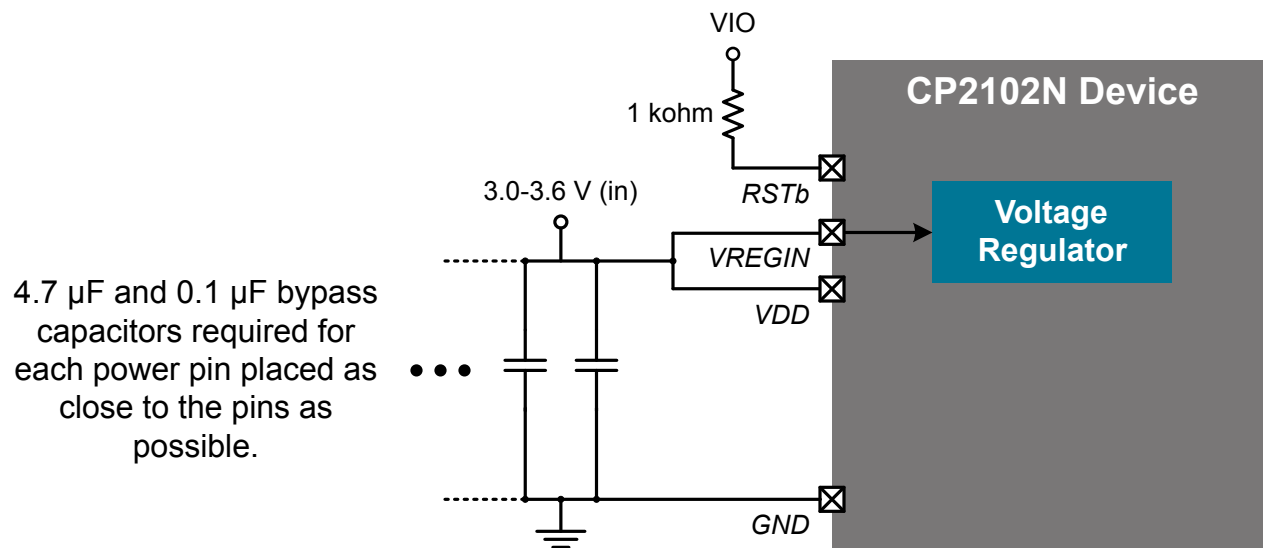 VIO
CP2102N Device
1 kohm
RSTb
3.0-3.6 V (in)
Voltage
Regulator
VREGIN
VDD
4.7 µF and 0.1 µF bypass
capacitors required for
each power pin placed as
close to the pins as
possible.
GND